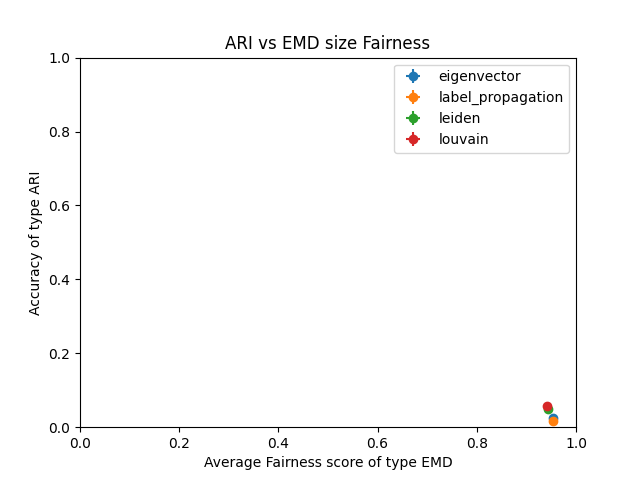 ARI vs EMD size Fairness
eigenvector
label_propagation
leiden
louvain
Accuracy of type ARI
1.0
0.8
0.6
0.4
0.2
0.0
0.0 0.2 0.4 0.6 0.8 1.0
Average Fairness score of type EMD